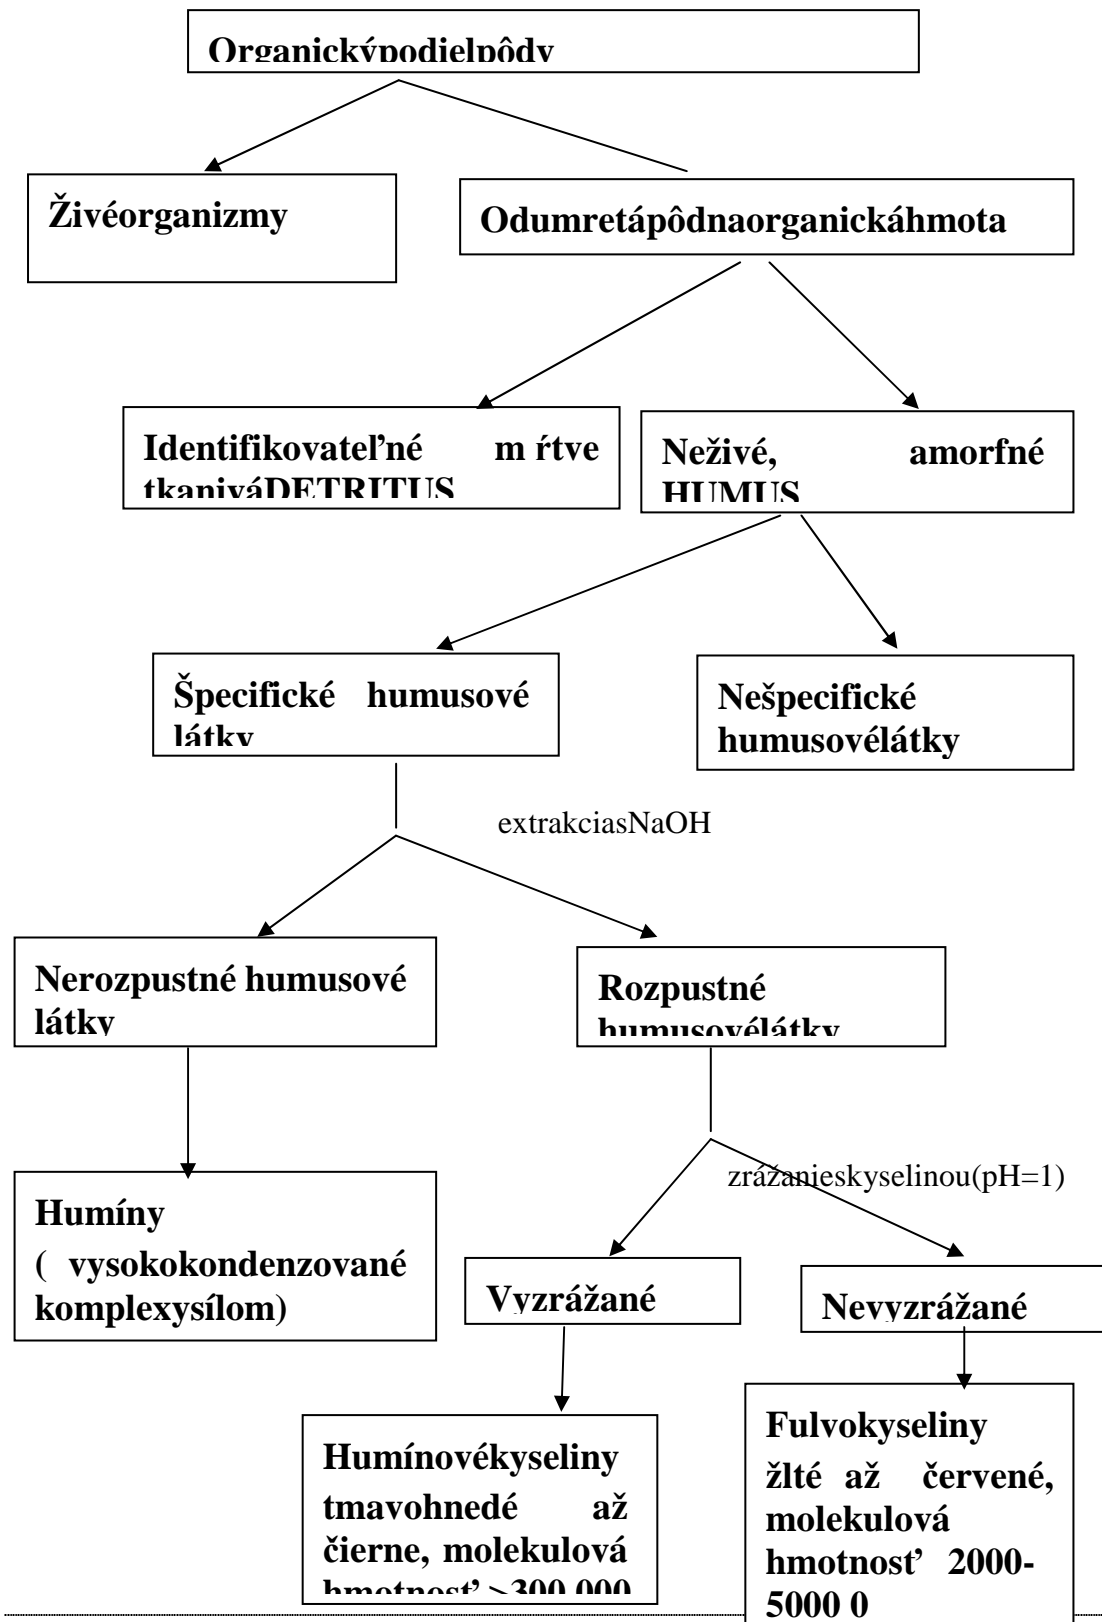 Organickýpodielpôdy
Živéorganizmy
Odumretápôdnaorganickáhmota
Identifikovateľné m ŕtve
tkaniváDETRITUS
Neživé, amorfné
HUMUS
Špecifické humusové
látky
Nešpecifické
humusovélátky
extrakciasNaOH
Nerozpustné humusové
látky
Rozpustné
humusovélátky
zrážanieskyselinou(pH=1)
Humíny
( vysokokondenzované
komplexysílom)
Vyzrážané
Nevyzrážané
Humínovékyseliny
tmavohnedé až
čierne, molekulová
hmotnosť >300 000
Fulvokyseliny
žlté až červené,
molekulová
hmotnosť 2000-
5000 0